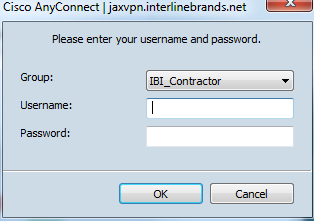 Cisco AnyConnect | jaxvpn.interlinebrands.net
Please enter your username and password.
Group: IBI_Contractor
Username:
Password:
OK Cancel